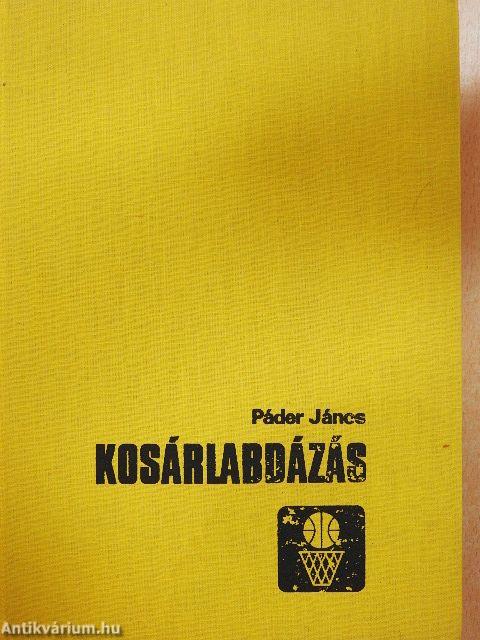 Páder János
KOSÁRLABDÁZÁS
Antikvárium.hu